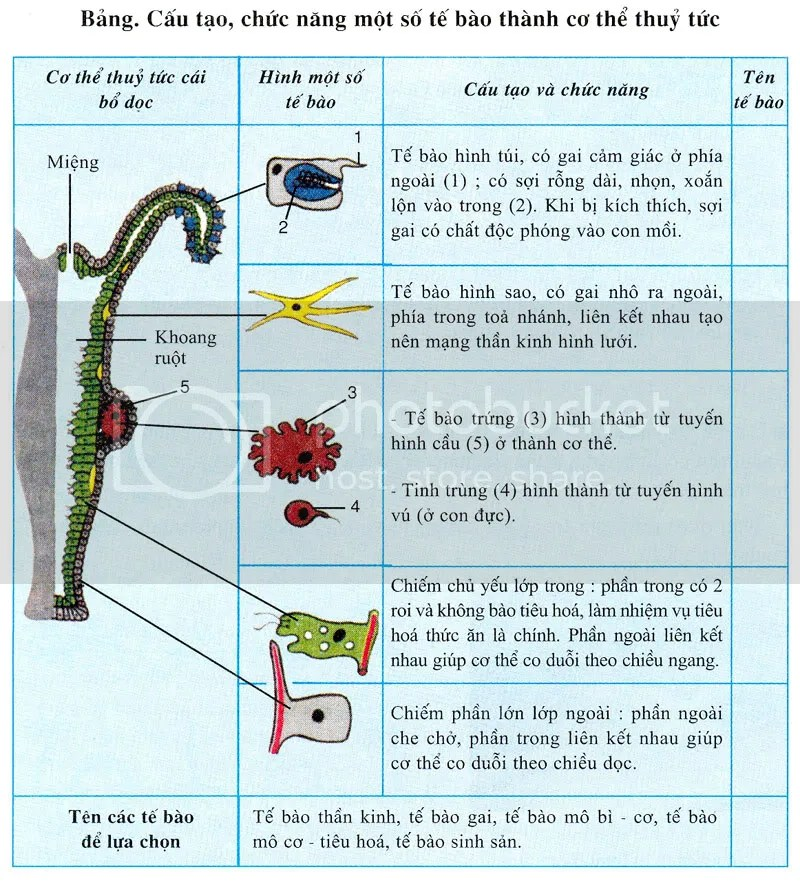 Bảng. Cấu tạo, chức năng một số tế bào thành cơ thể thuỷ tức
Cơ thể thuỷ tức cái
bổ dọc
Hình một số
tế bào
Cấu tạo và chức năng
Tên
tế bào
Miệng
Khoang
ruột
5
1
2
Tế bào hình túi, có gai cảm giác ở phía
ngoài (1) ; có sợi rỗng dài, nhọn, xoắn
lộn vào trong (2). Khi bị kích thích, sợi
gai có chất độc phóng vào con mồi.
Tế bào hình sao, có gai nhô ra ngoài,
phía trong toả nhánh, liên kết nhau tạo
nên mạng thần kinh hình lưới.
3
4
- Tế bào trứng (3) hình thành từ tuyến
hình cầu (5) ở thành cơ thể.
- Tinh trùng (4) hình thành từ tuyến hình
vú (ở con đực).
Chiếm chủ yếu lớp trong : phần trong có 2
roi và không bào tiêu hoá, làm nhiệm vụ tiêu
hoá thức ăn là chính. Phần ngoài liên kết
nhau giúp cơ thể co duỗi theo chiều ngang.
Chiếm phần lớn lớp ngoài : phần ngoài
che chở, phần trong liên kết nhau giúp
cơ thể co duỗi theo chiều dọc.
Tên các tế bào
để lựa chọn
Tế bào thần kinh, tế bào gai, tế bào mô bì - cơ, tế bào
mô cơ - tiêu hoá, tế bào sinh sản.
photobucket
host. store. share.